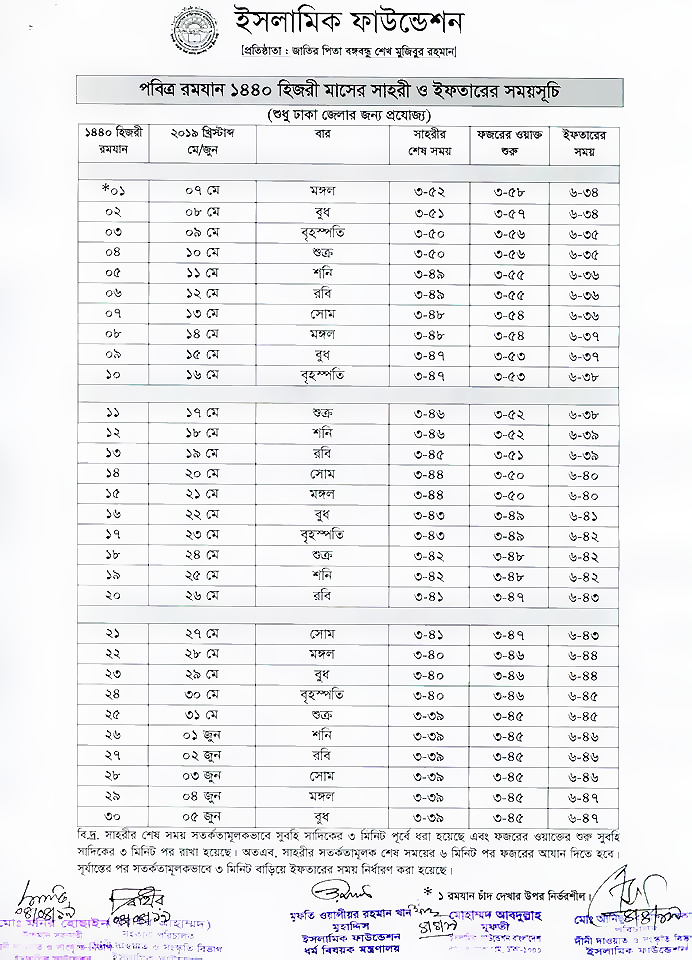 ইসলামিক ফাউন্ডেশন
[প্রতিষ্ঠাতা : জাতির পিতা বঙ্গবন্ধু শেখ মুজিবুর রহমান]
পবিত্র রমযান ১৪৪০ হিজরী মাসের সাহরী ও ইফতারের সময়সূচি
(শুধু ঢাকা জেলার জন্য প্রযোজ্য)
১৪৪০ হিজরী রমযান ২০১৯ খ্রিস্টাব্দ মে/জুন বার সাহরীর শেষ সময় ফজরের ওয়াক্ত শুরু ইফতারের সময়
*০১ ০৭ মে মঙ্গল ৩-৫২ ৩-৫৮ ৬-৩৪
০২ ০৮ মে বুধ ৩-৫১ ৩-৫৭ ৬-৩৪
০৩ ০৯ মে বৃহস্পতি ৩-৫০ ৩-৫৬ ৬-৩৫
০৪ ১০ মে শুক্র ৩-৫০ ৩-৫৬ ৬-৩৫
০৫ ১১ মে শনি ৩-৪৯ ৩-৫৫ ৬-৩৬
০৬ ১২ মে রবি ৩-৪৯ ৩-৫৫ ৬-৩৬
০৭ ১৩ মে সোম ৩-৪৮ ৩-৫৪ ৬-৩৬
০৮ ১৪ মে মঙ্গল ৩-৪৮ ৩-৫৪ ৬-৩৭
০৯ ১৫ মে বুধ ৩-৪৭ ৩-৫৩ ৬-৩৭
১০ ১৬ মে বৃহস্পতি ৩-৪৭ ৩-৫৩ ৬-৩৮
১১ ১৭ মে শুক্র ৩-৪৬ ৩-৫২ ৬-৩৮
১২ ১৮ মে শনি ৩-৪৬ ৩-৫২ ৬-৩৯
১৩ ১৯ মে রবি ৩-৪৫ ৩-৫১ ৬-৩৯
১৪ ২০ মে সোম ৩-৪৪ ৩-৫০ ৬-৪০
১৫ ২১ মে মঙ্গল ৩-৪৪ ৩-৫০ ৬-৪০
১৬ ২২ মে বুধ ৩-৪৩ ৩-৪৯ ৬-৪১
১৭ ২৩ মে বৃহস্পতি ৩-৪৩ ৩-৪৯ ৬-৪২
১৮ ২৪ মে শুক্র ৩-৪২ ৩-৪৮ ৬-৪২
১৯ ২৫ মে শনি ৩-৪২ ৩-৪৮ ৬-৪২
২০ ২৬ মে রবি ৩-৪১ ৩-৪৭ ৬-৪৩
২১ ২৭ মে সোম ৩-৪১ ৩-৪৭ ৬-৪৩
২২ ২৮ মে মঙ্গল ৩-৪০ ৩-৪৬ ৬-৪৪
২৩ ২৯ মে বুধ ৩-৪০ ৩-৪৬ ৬-৪৪
২৪ ৩০ মে বৃহস্পতি ৩-৪০ ৩-৪৬ ৬-৪৫
২৫ ৩১ মে শুক্র ৩-৩৯ ৩-৪৫ ৬-৪৫
২৬ ০১ জুন শনি ৩-৩৯ ৩-৪৫ ৬-৪৬
২৭ ০২ জুন রবি ৩-৩৯ ৩-৪৫ ৬-৪৬
২৮ ০৩ জুন সোম ৩-৩৯ ৩-৪৫ ৬-৪৬
২৯ ০৪ জুন মঙ্গল ৩-৩৯ ৩-৪৫ ৬-৪৭
৩০ ০৫ জুন বুধ ৩-৩৯ ৩-৪৫ ৬-৪৭
বি.দ্র. সাহরীর শেষ সময় সতর্কতামূলকভাবে সুবহি সাদিকের ৩ মিনিট পূর্বে ধরা হয়েছে এবং ফজরের ওয়াক্তের শুরু সুবহি
সাদিকের ৩ মিনিট পর রাখা হয়েছে। অতএব, সাহরীর সতর্কতামূলক শেষ সময়ের ৬ মিনিট পর ফজরের আযান দিতে হবে।
সূর্যাস্তের পর সতর্কতামূলকভাবে ৩ মিনিট বাড়িয়ে ইফতারের সময় নির্ধারণ করা হয়েছে।
* ১ রমযান চাঁদ দেখার উপর নির্ভরশীল।
মুফতি ওয়ালীয়র রহমান খান
মুহাদ্দিস
ইসলামিক ফাউন্ডেশন
ধর্ম বিষয়ক মন্ত্রণালয়
মোহাম্মদ আবদুল্লাহ
মুফতী
ইসলামিক ফাউন্ডেশন